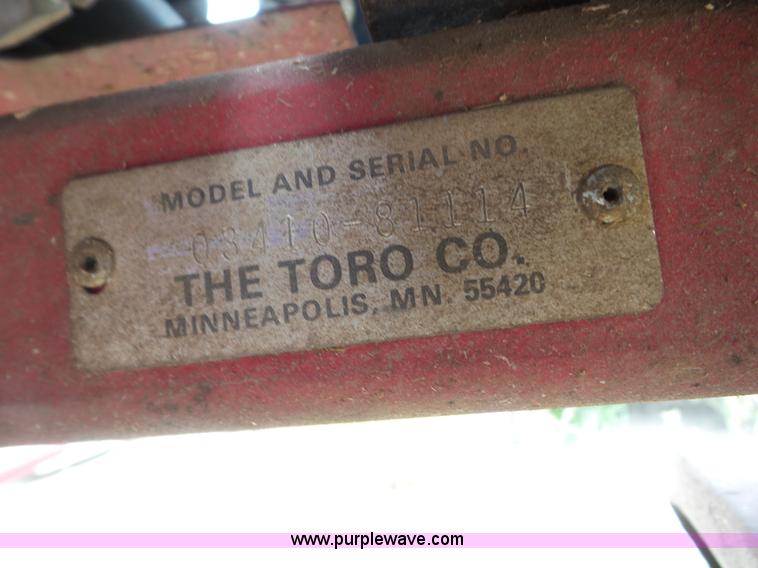 MODEL AND SERIAL NO.
03410-81114
THE TORO CO.
MINNEAPOLIS, MN. 55420
www.purplewave.com